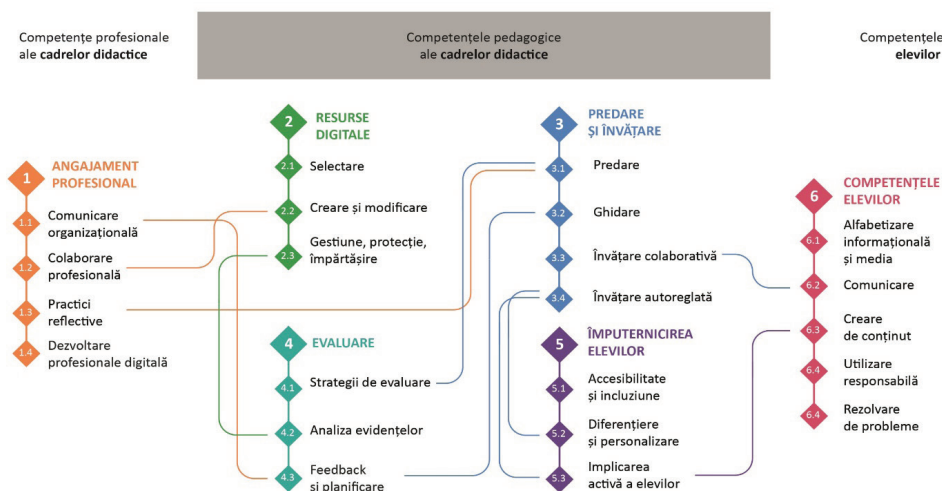 Competențe profesionale
ale cadrelor didactice
Competențele pedagogice
ale cadrelor didactice
Competențele
elevilor
1
ANGAJAMENT
PROFESIONAL
1.1
Comunicare
organizațională
1.2
Colaborare
profesională
1.3
Practici
reflective
1.4
Dezvoltare
profesionale digitală
2
RESURSE
DIGITALE
2.1
Selectare
2.2
Creare și modificare
2.3
Gestiune, protecție,
împărtășire
4
EVALUARE
4.1
Strategii de evaluare
4.2
Analiza evidențelor
4.3
Feedback
și planificare
3
PREDARE
ȘI ÎNVĂȚARE
3.1
Predare
3.2
Ghidare
3.3
Învățare colaborativă
3.4
Învățare autoreglată
5
ÎMPUTERNICIREA
ELEVILOR
5.1
Accesibilitate
și incluziune
5.2
Diferențiere
și personalizare
5.3
Implicarea
activă a elevilor
6
COMPETENȚELE
ELEVILOR
6.1
Alfabetizare
informațională
și media
6.2
Comunicare
6.3
Creare
de conținut
6.4
Utilizare
responsabilă
6.4
Rezolvare
de probleme